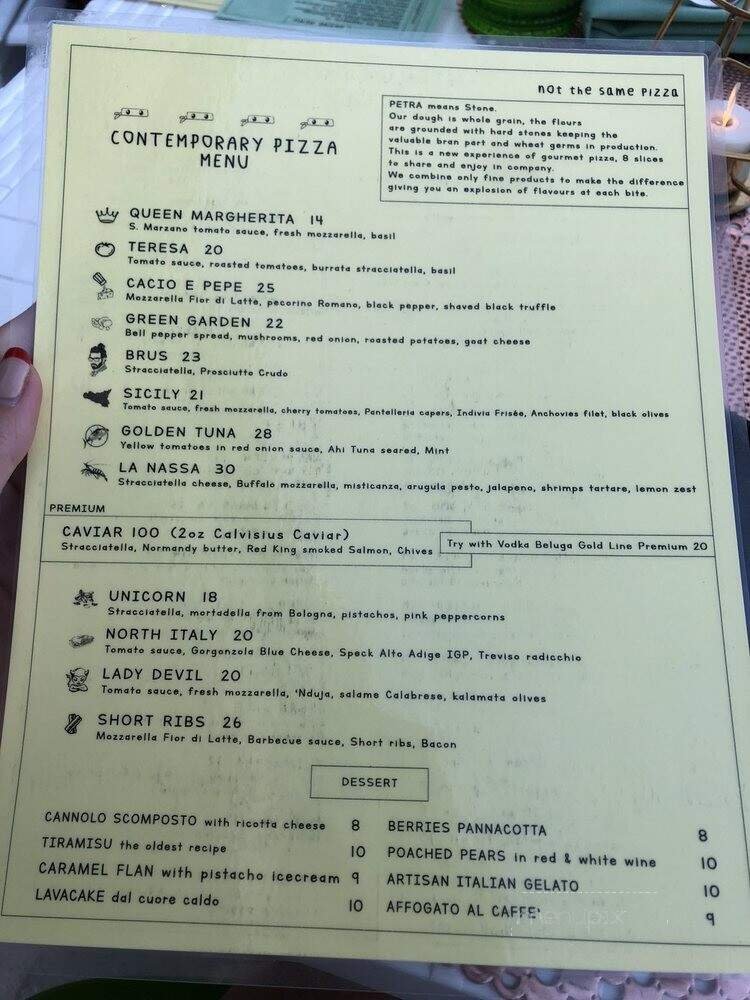 not the same pizza
CONTEMPORARY PIZZA
MENU
PETRA means Stone.
Our dough is whole grain, the flours
are grounded with hard stones keeping the
valuable bran part and wheat germs in production.
This is a new experience of gourmet pizza, 8 slices
to share and enjoy in company.
We combine only fine products to make the difference
giving you an explosion of flavours at each bite.
QUEEN MARGHERITA 14
S. Marzano tomato sauce, fresh mozzarella, basil
TERESA 20
Tomato sauce, roasted tomatoes, burrata stracciatella, basil
CACIO E PEPE 25
Mozzarella Fior di Latte, pecorino Romano, black pepper, shaved black truffle
GREEN GARDEN 22
Bell pepper spread, mushrooms, red onion, roasted potatoes, goat cheese
BRUS 23
Stracciatella, Prosciutto Crudo
SICILY 21
Tomato sauce, fresh mozzarella, cherry tomatoes, Pantelleria capers, Indivia Frisée, Anchovies filet, black olives
GOLDEN TUNA 28
Yellow tomatoes in red onion sauce, Ahi Tuna seared, Mint
LA NASSA 30
Stracciatella cheese, Buffalo mozzarella, misticanza, arugula pesto, jalapeno, shrimps tartare, lemon zest
PREMIUM
CAVIAR 100 (2oz Calvisius Caviar)
Stracciatella, Normandy butter, Red King smoked Salmon, Chives
Try with Vodka Beluga Gold Line Premium 20
UNICORN 18
Stracciatella, mortadella from Bologna, pistachos, pink peppercorns
NORTH ITALY 20
Tomato sauce, Gorgonzola Blue Cheese, Speck Alto Adige IGP, Treviso radicchio
LADY DEVIL 20
Tomato sauce, fresh mozzarella, 'Nduja, salame Calabrese, kalamata olives
SHORT RIBS 26
Mozzarella Fior di Latte, Barbecue sauce, Short ribs, Bacon
DESSERT
CANNOLO SCOMPOSTO with ricotta cheese 8
TIRAMISU the oldest recipe 10
CARAMEL FLAN with pistacho icecream 9
LAVACAKE dal cuore caldo 10
BERRIES PANNACOTTA 8
POACHED PEARS in red & white wine 10
ARTISAN ITALIAN GELATO 10
AFFOGATO AL CAFFE' 9
menupix